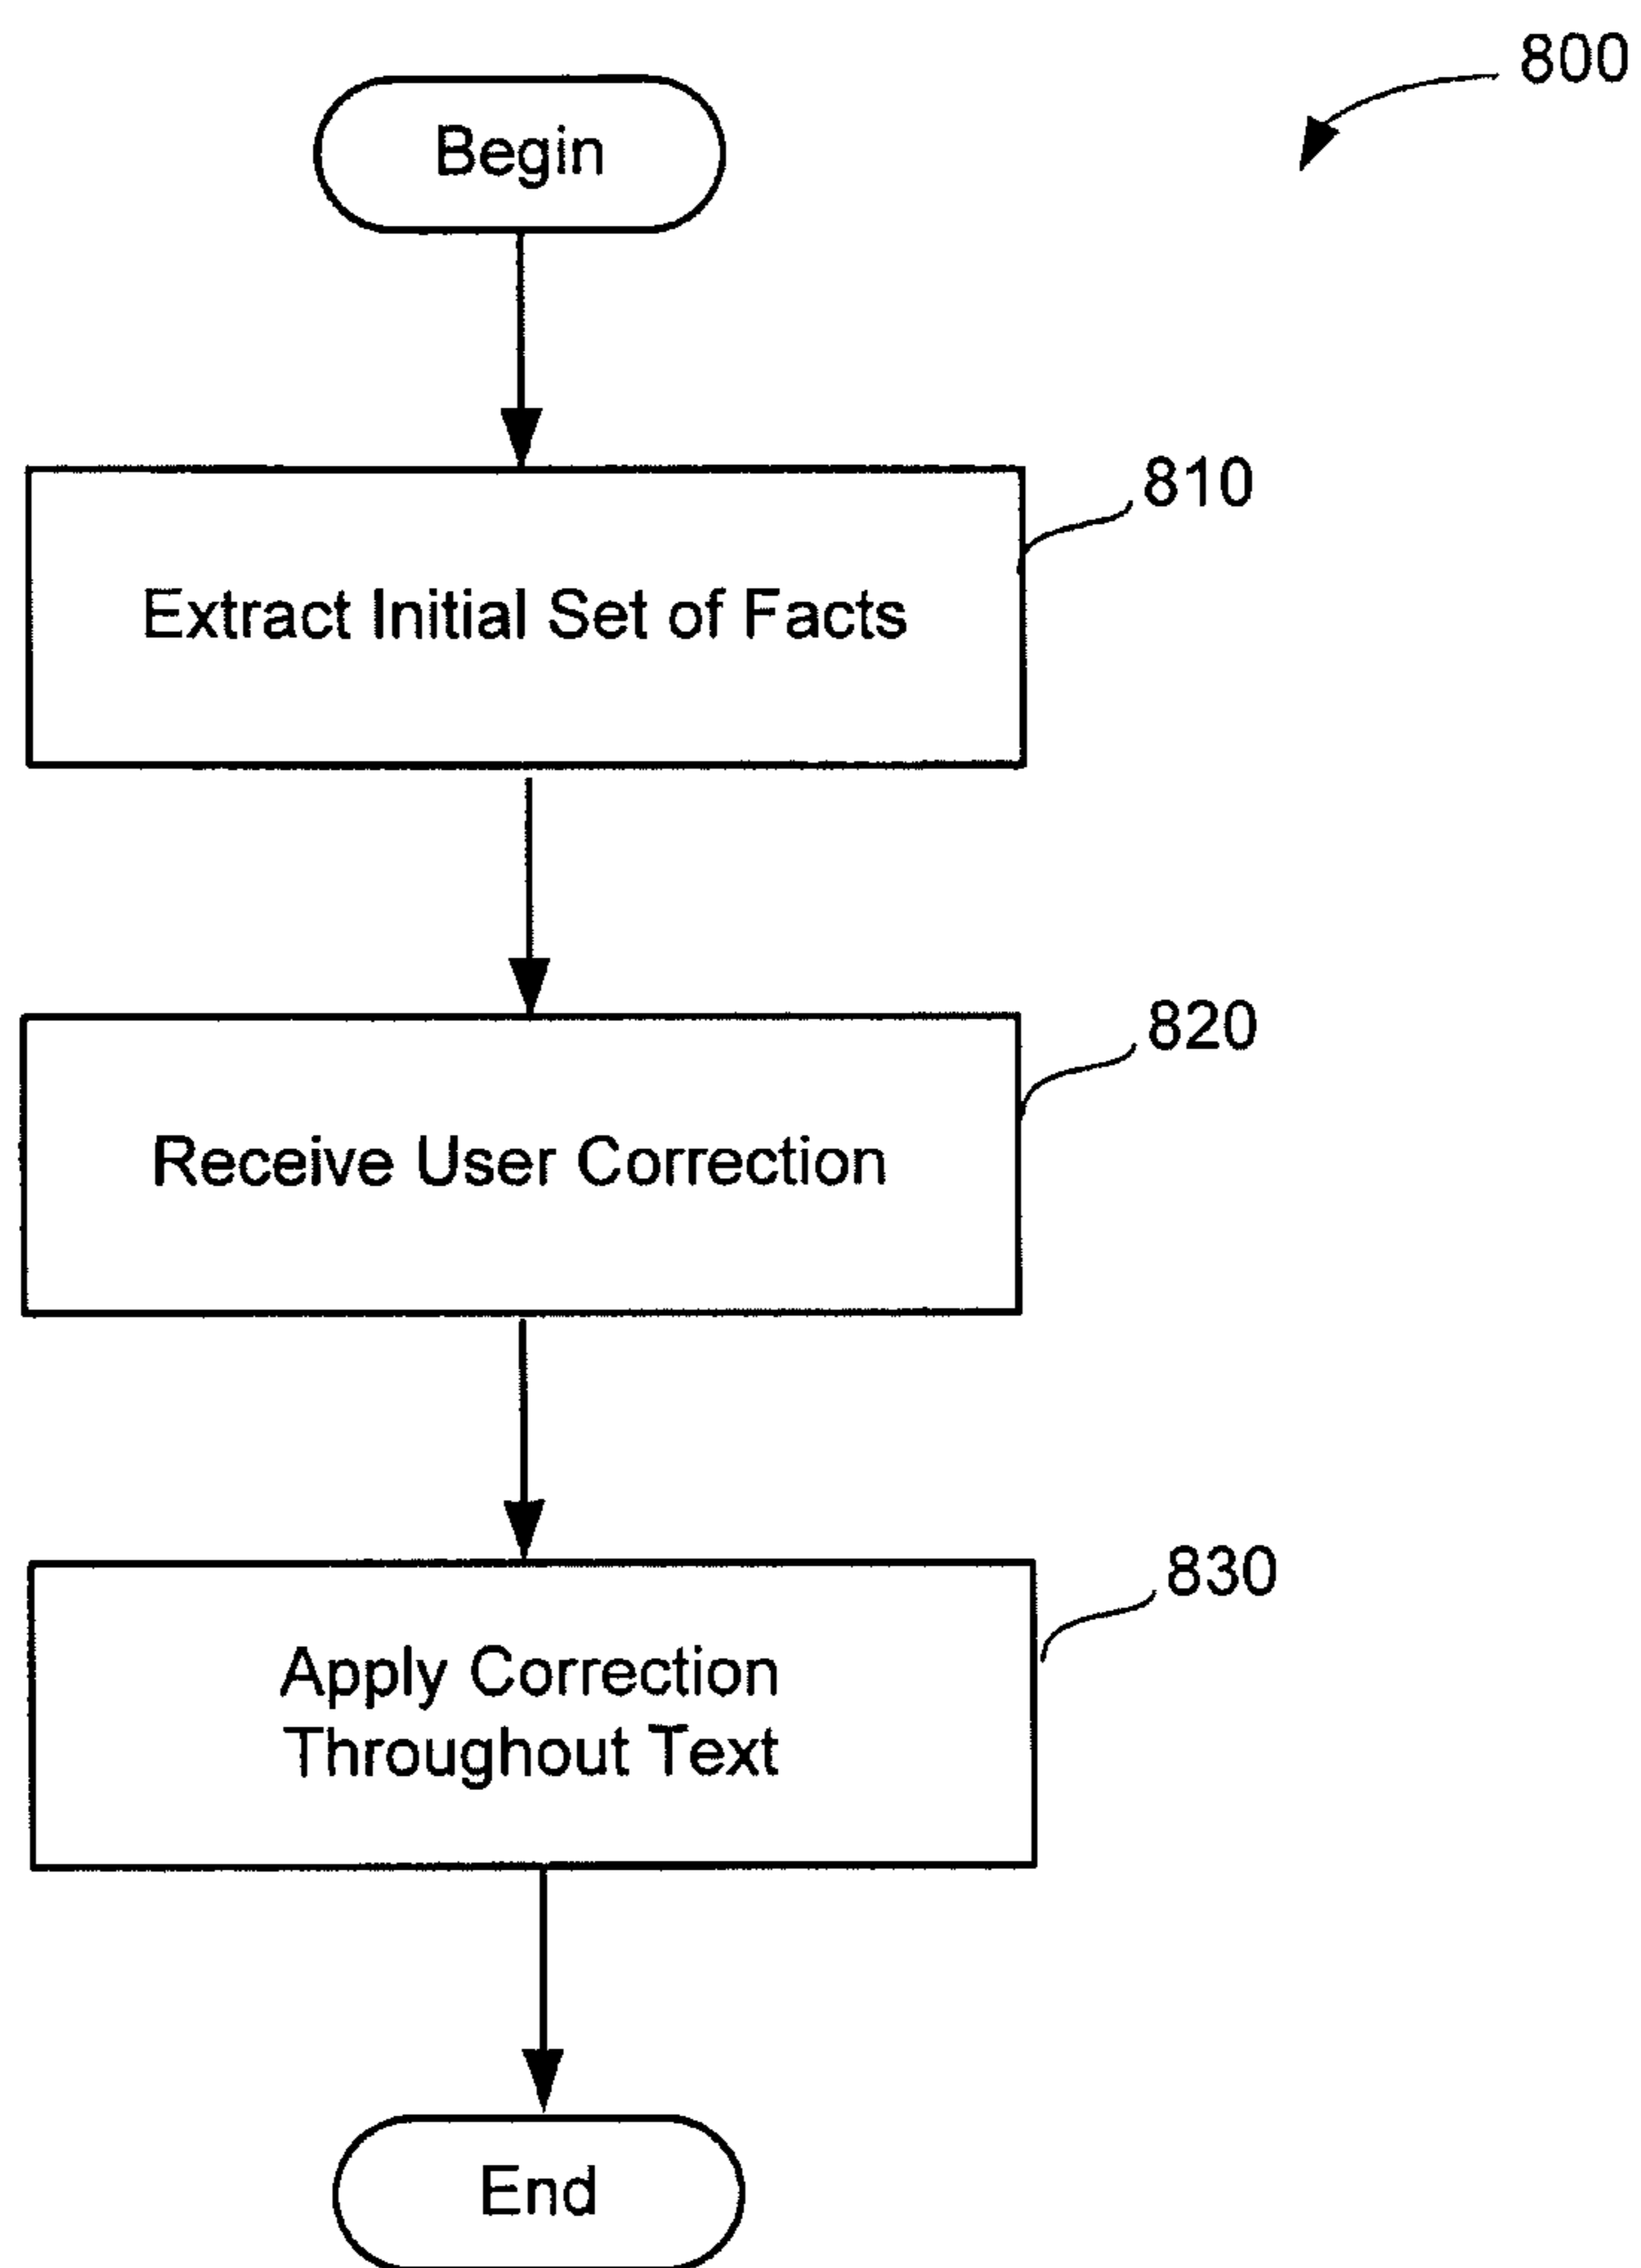 800
Begin
810
Extract Initial Set of Facts
820
Receive User Correction
830
Apply Correction
Throughout Text
End